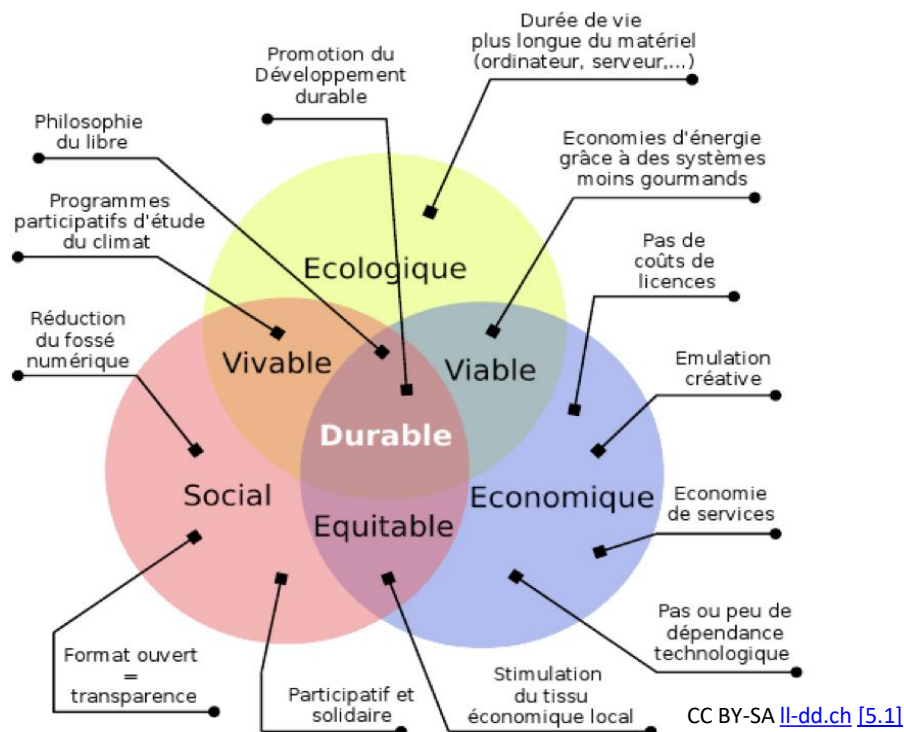 Durée de vie
plus longue du matériel
(ordinateur, serveur,...)
Promotion du
Développement
durable
Philosophie
du libre
Economies d'énergie
grâce à des systèmes
moins gourmands
Programmes
participatifs d'étude
du climat
Pas de
coûts de
licences
Ecologique
Réduction
du fossé
numérique
Vivable
Viable
Emulation
créative
Durable
Social
Economique
Equitable
Economie
de services
Pas ou peu de
dépendance
technologique
Format ouvert
=
transparence
Participatif et
solidaire
Stimulation
du tissu
économique local
CC BY-SA ll-dd.ch [5.1]